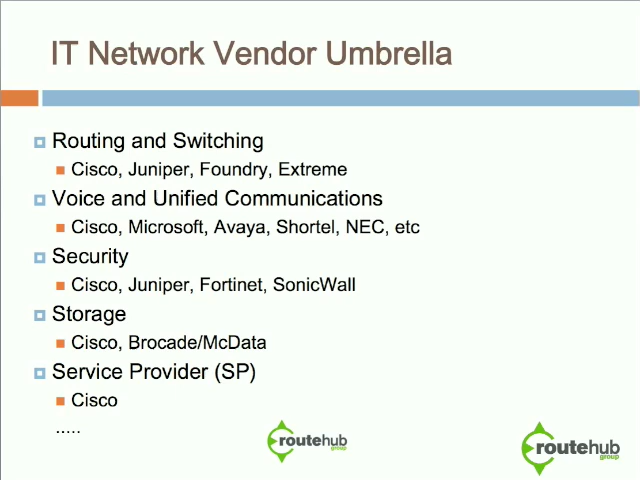 IT Network Vendor Umbrella
Routing and Switching
Cisco, Juniper, Foundry, Extreme
Voice and Unified Communications
Cisco, Microsoft, Avaya, Shortel, NEC, etc
Security
Cisco, Juniper, Fortinet, SonicWall
Storage
Cisco, Brocade/McData
Service Provider (SP)
Cisco
.....
routehub
group
routehub
group